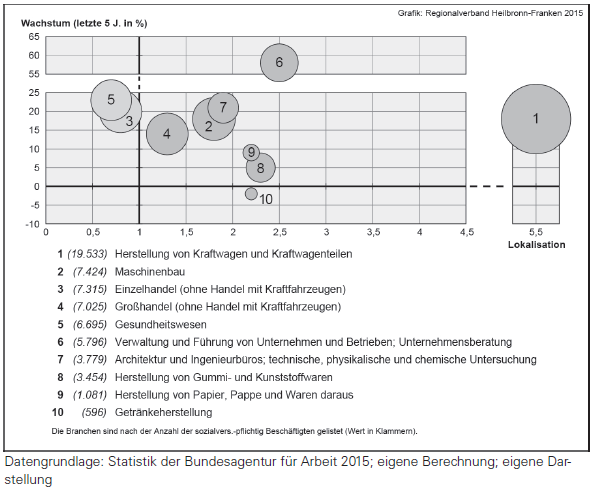 Grafik: Regionalverband Heilbronn-Franken 2015
Wachstum (letzte 5 J. in %)
65
60
55
25
20
15
10
5
0
-5
-10
6
5
3
4
2
7
9
8
10
1
0 0,5 1 1,5 2 2,5 3 3,5 4 4,5 5,5
Lokalisation
1 (19.533) Herstellung von Kraftwagen und Kraftwagenteilen
2 (7.424) Maschinenbau
3 (7.315) Einzelhandel (ohne Handel mit Kraftfahrzeugen)
4 (7.025) Großhandel (ohne Handel mit Kraftfahrzeugen)
5 (6.695) Gesundheitswesen
6 (5.796) Verwaltung und Führung von Unternehmen und Betrieben; Unternehmensberatung
7 (3.779) Architektur und Ingenieurbüros; technische, physikalische und chemische Untersuchung
8 (3.454) Herstellung von Gummi- und Kunststoffwaren
9 (1.081) Herstellung von Papier, Pappe und Waren daraus
10 (596) Getränkeherstellung
Die Branchen sind nach der Anzahl der sozialvers.-pflichtig Beschäftigten gelistet (Wert in Klammern).
Datengrundlage: Statistik der Bundesagentur für Arbeit 2015; eigene Berechnung; eigene Dar-
stellung